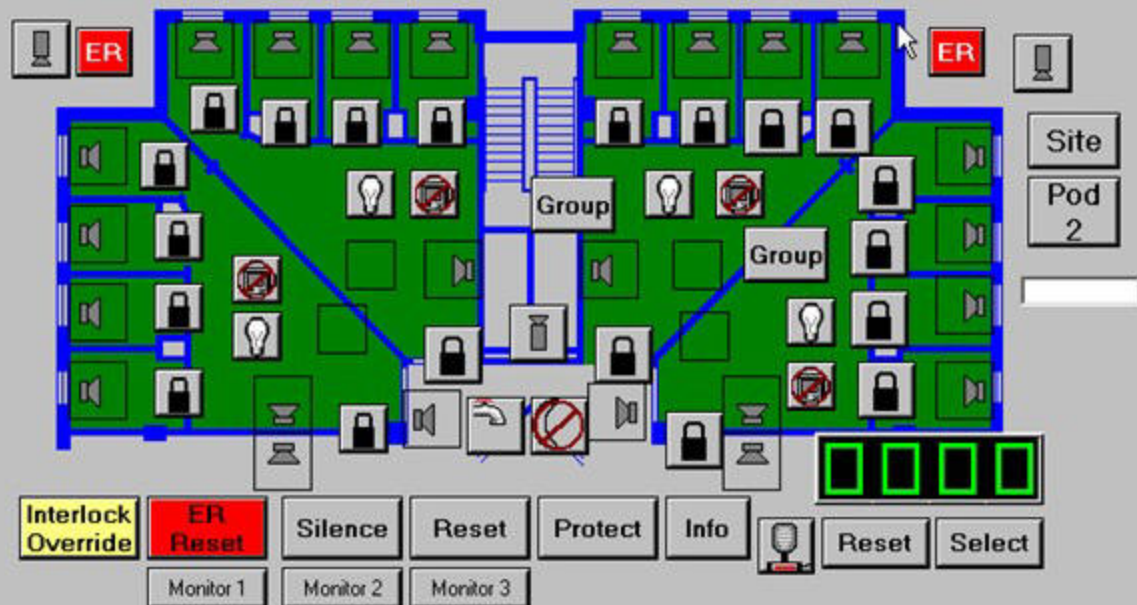 ER
ER
Site
Pod
2
Group
Group
0000
Interlock
Override
ER
Reset
Silence
Reset
Protect
Info
Reset
Select
Monitor 1
Monitor 2
Monitor 3